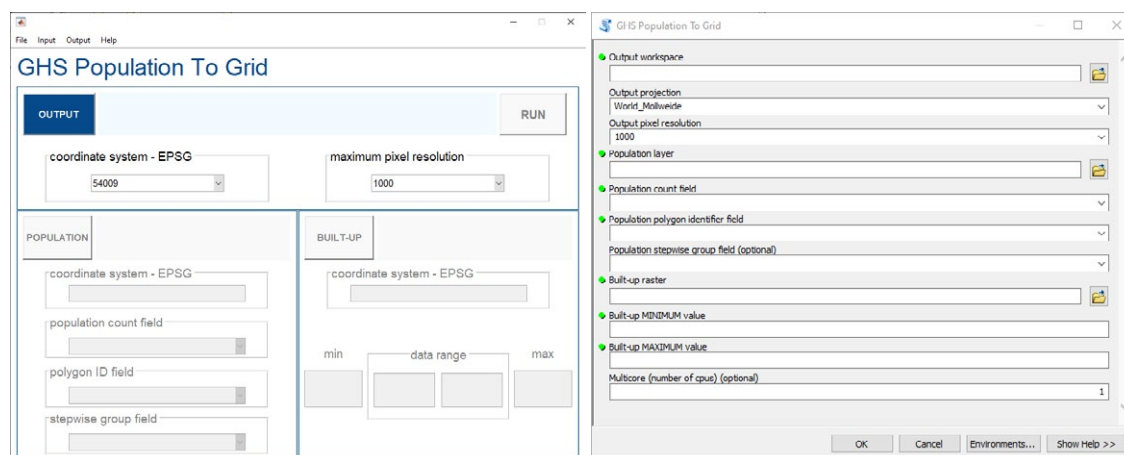 File Input Output Help
GHS Population To Grid
OUTPUT
RUN
coordinate system - EPSG
54009
maximum pixel resolution
1000
POPULATION
coordinate system - EPSG
population count field
polygon ID field
stepwise group field
BUILT-UP
coordinate system - EPSG
min
data range
max
GHS Population To Grid
Output workspace
Output projection
World_Mollweide
Output pixel resolution
1000
Population layer
Population count field
Population polygon identifier field
Population stepwise group field (optional)
Built-up raster
Built-up MINIMUM value
Built-up MAXIMUM value
Multicore (number of cpus) (optional)
1
OK Cancel Environments... Show Help >>